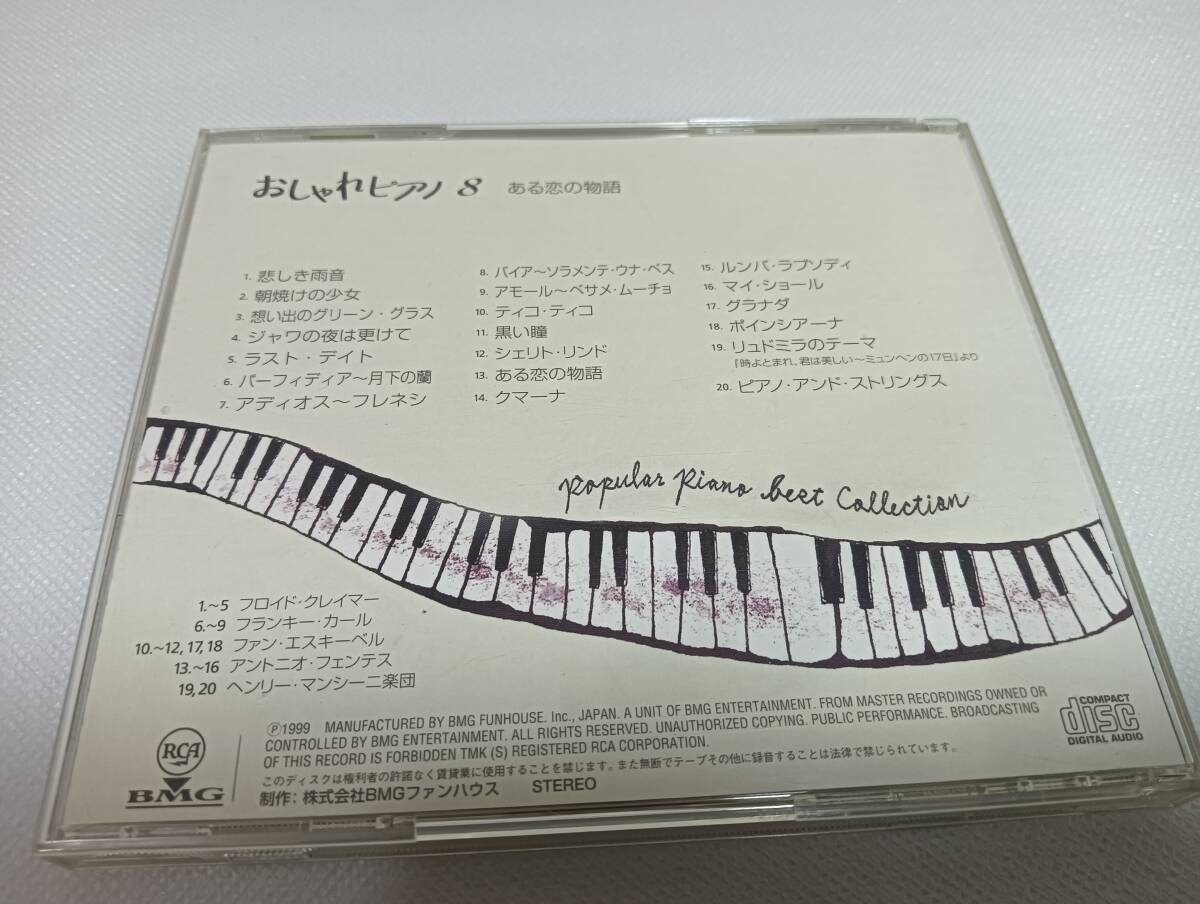 おしゃれピアノ 8 ある恋の物語
1. 悲しき雨音
2. 朝焼けの少女
3. 想い出のグリーン・グラス
4. ジャワの夜は更けて
5. ラスト・デイト
6. パーフィディア〜月下の蘭
7. アディオス〜フレネシ
8. バイア〜ソラメンテ・ウナ・ベス
9. アモール〜ベサメ・ムーチョ
10. ティコ・ティコ
11. 黒い瞳
12. シェリト・リンド
13. ある恋の物語
14. クマーナ
15. ルンバ・ラプソディ
16. マイ・ショール
17. グラナダ
18. ポインシアーナ
19. リュドミラのテーマ
『時よとまれ、君は美しい〜ミュンヘンの17日』より
20. ピアノ・アンド・ストリングス
Popular Piano Best Collection
1.~5 フロイド・クレイマー
6.~9 フランキー・カール
10.~12, 17, 18 ファン・エスキーベル
13.~16 アントニオ・フェンテス
19, 20 ヘンリー・マンシーニ楽団
RCA
BMG
Ⓟ1999 MANUFACTURED BY BMG FUNHOUSE. Inc., JAPAN. A UNIT OF BMG ENTERTAINMENT. FROM MASTER RECORDINGS OWNED OR
CONTROLLED BY BMG ENTERTAINMENT. ALL RIGHTS RESERVED. UNAUTHORIZED COPYING. PUBLIC PERFORMANCE. BROADCASTING
OF THIS RECORD IS FORBIDDEN TMK (S) REGISTERED RCA CORPORATION.
このディスクは権利者の許諾なく賃貸業に使用することを禁じます。また無断でテープその他に録音することは法律で禁じられています。
制作：株式会社BMGファンハウス STEREO
COMPACT
disc
DIGITAL AUDIO